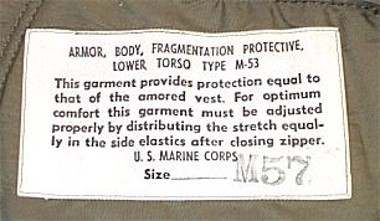 ARMOR, BODY, FRAGMENTATION PROTECTIVE,
LOWER TORSO TYPE M-53
This garment provides protection equal to
that of the amored vest. For optimum
comfort this garment must be adjusted
properly by distributing the stretch equal-
ly in the side elastics after closing zipper.
U. S. MARINE CORPS
Size M57